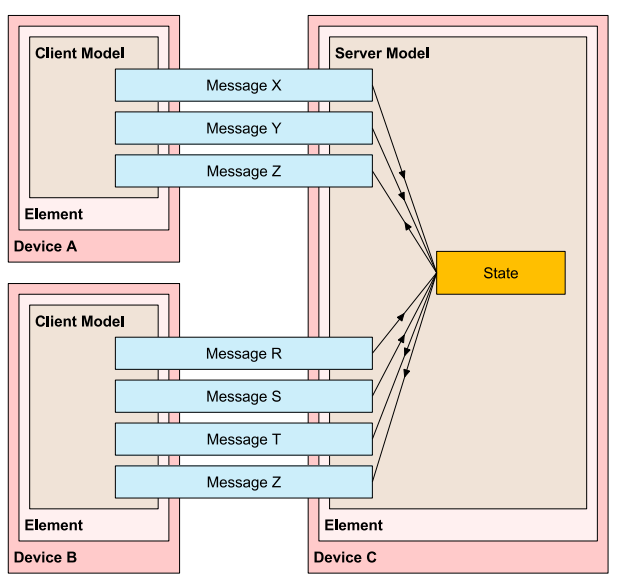 Client Model
Message X
Message Y
Message Z
Element
Device A
Client Model
Message R
Message S
Message T
Message Z
Element
Device B
Server Model
State
Element
Device C